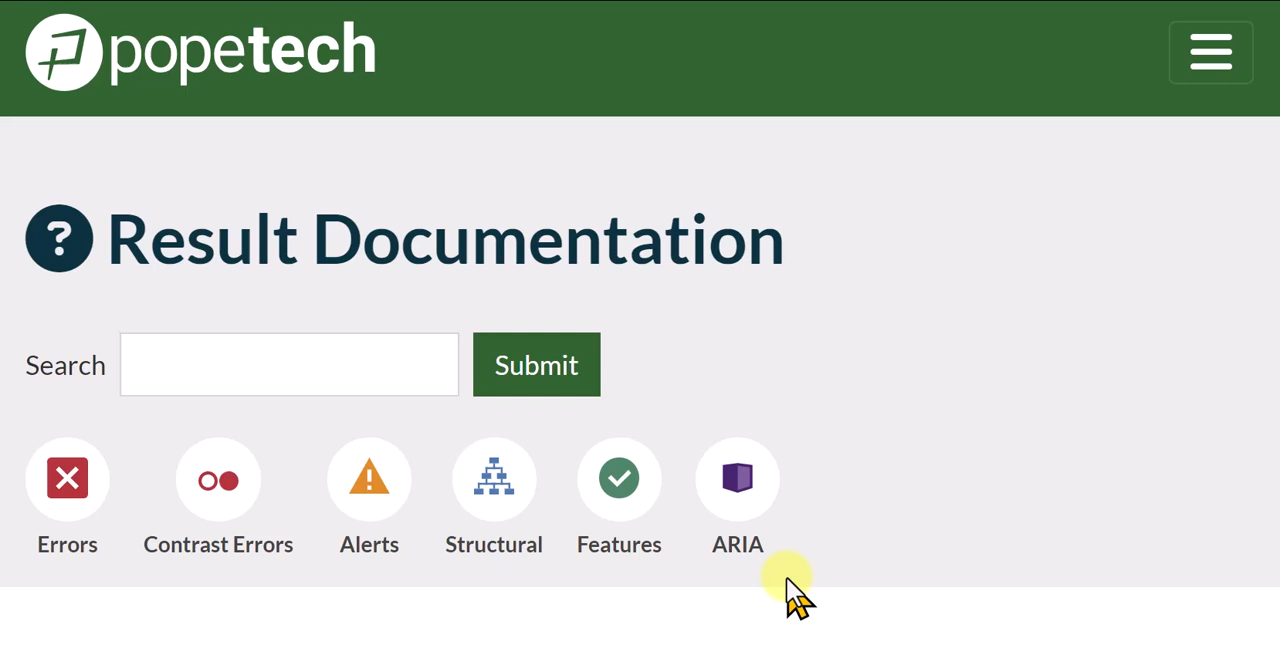 popetech
Result Documentation
Search
Submit
Errors
Contrast Errors
Alerts
Structural
Features
ARIA